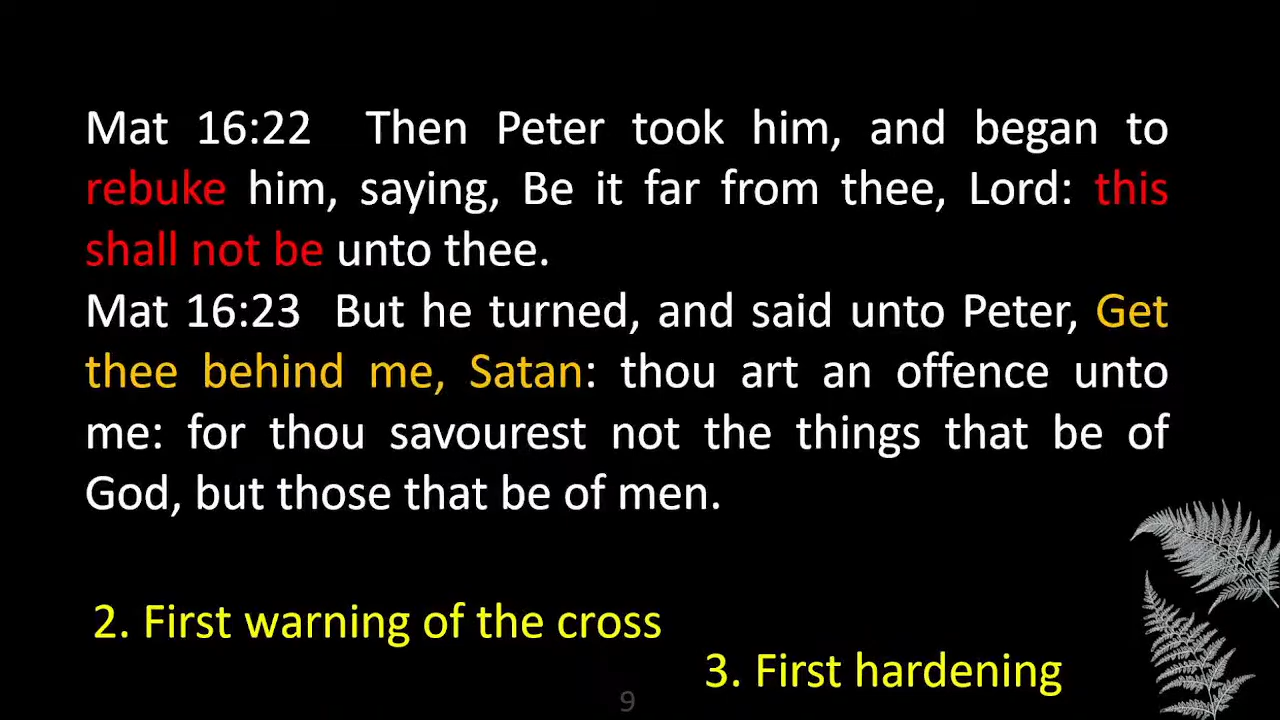 Mat 16:22 Then Peter took him, and began to
rebuke him, saying, Be it far from thee, Lord: this
shall not be unto thee.
Mat 16:23 But he turned, and said unto Peter, Get
thee behind me, Satan: thou art an offence unto
me: for thou savourest not the things that be of
God, but those that be of men.
2. First warning of the cross
3. First hardening
9